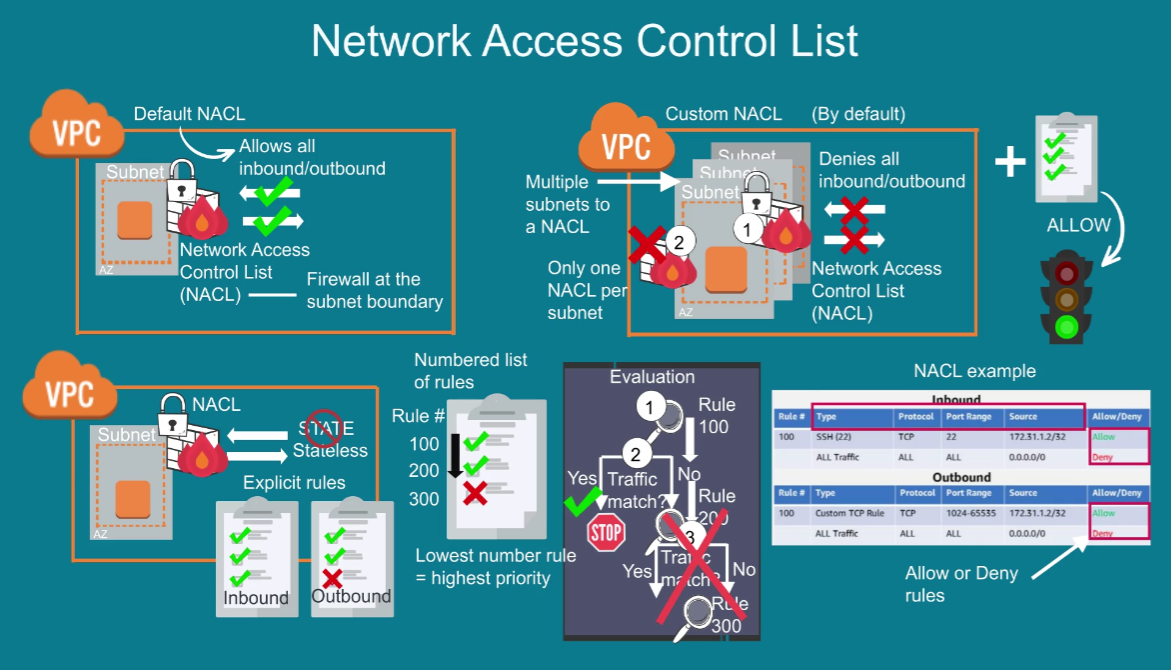 Network Access Control List
VPC
Default NACL
Allows all
inbound/outbound
Subnet
AZ
Network Access
Control List
(NACL)
Firewall at the
subnet boundary
VPC
Custom NACL (By default)
Subnet
Subnet
Subnet
Multiple
subnets to
a NACL
Denies all
inbound/outbound
1
2
Only one
NACL per
subnet
AZ
Network Access
Control List
(NACL)
+
ALLOW
VPC
NACL
Subnet
STATE
Stateless
AZ
Explicit rules
Inbound
Outbound
Numbered list
of rules
Rule #
100
200
300
Lowest number rule
= highest priority
Evaluation
1
Rule
100
2
Yes
Traffic
match?
No
STOP
Rule
200
3
Traffic
match?
Yes
No
Rule
300
NACL example
Inbound
Rule # Type Protocol Port Range Source Allow/Deny
100 SSH (22) TCP 22 172.31.1.2/32 Allow
ALL Traffic ALL ALL 0.0.0.0/0 Deny
Outbound
Rule # Type Protocol Port Range Source Allow/Deny
100 Custom TCP Rule TCP 1024-65535 172.31.1.2/32 Allow
ALL Traffic ALL ALL 0.0.0.0/0 Deny
Allow or Deny
rules